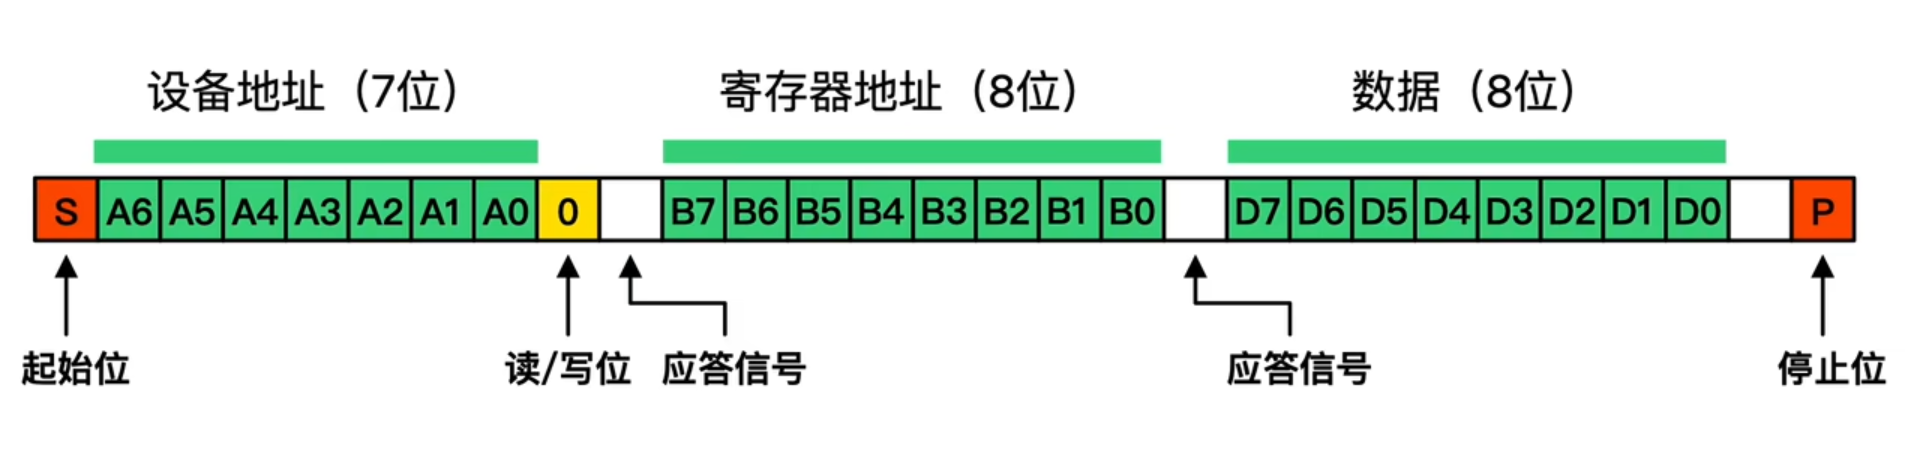 设备地址（7位） 寄存器地址（8位） 数据（8位）
S A6 A5 A4 A3 A2 A1 A0 0 B7 B6 B5 B4 B3 B2 B1 B0 D7 D6 D5 D4 D3 D2 D1 D0 P
起始位 读/写位 应答信号 应答信号 停止位